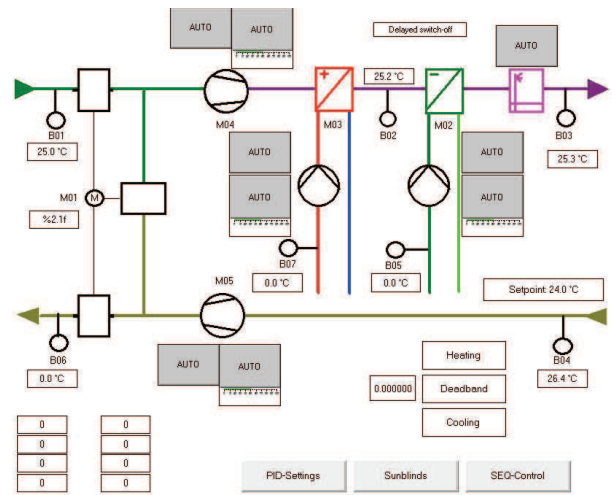 AUTO
AUTO
Delayed switch-off
AUTO
25.2 °C
B01
M04
M03
B02
M02
B03
25.0 °C
25.3 °C
AUTO
AUTO
AUTO
AUTO
M01
M
%2.1f
B07
B05
0.0 °C
0.0 °C
M05
Setpoint: 24.0 °C
B06
B04
0.0 °C
26.4 °C
AUTO
AUTO
Heating
0.000000
Deadband
Cooling
0
0
0
0
0
0
0
0
PID-Settings
Sunblinds
SEQ-Control